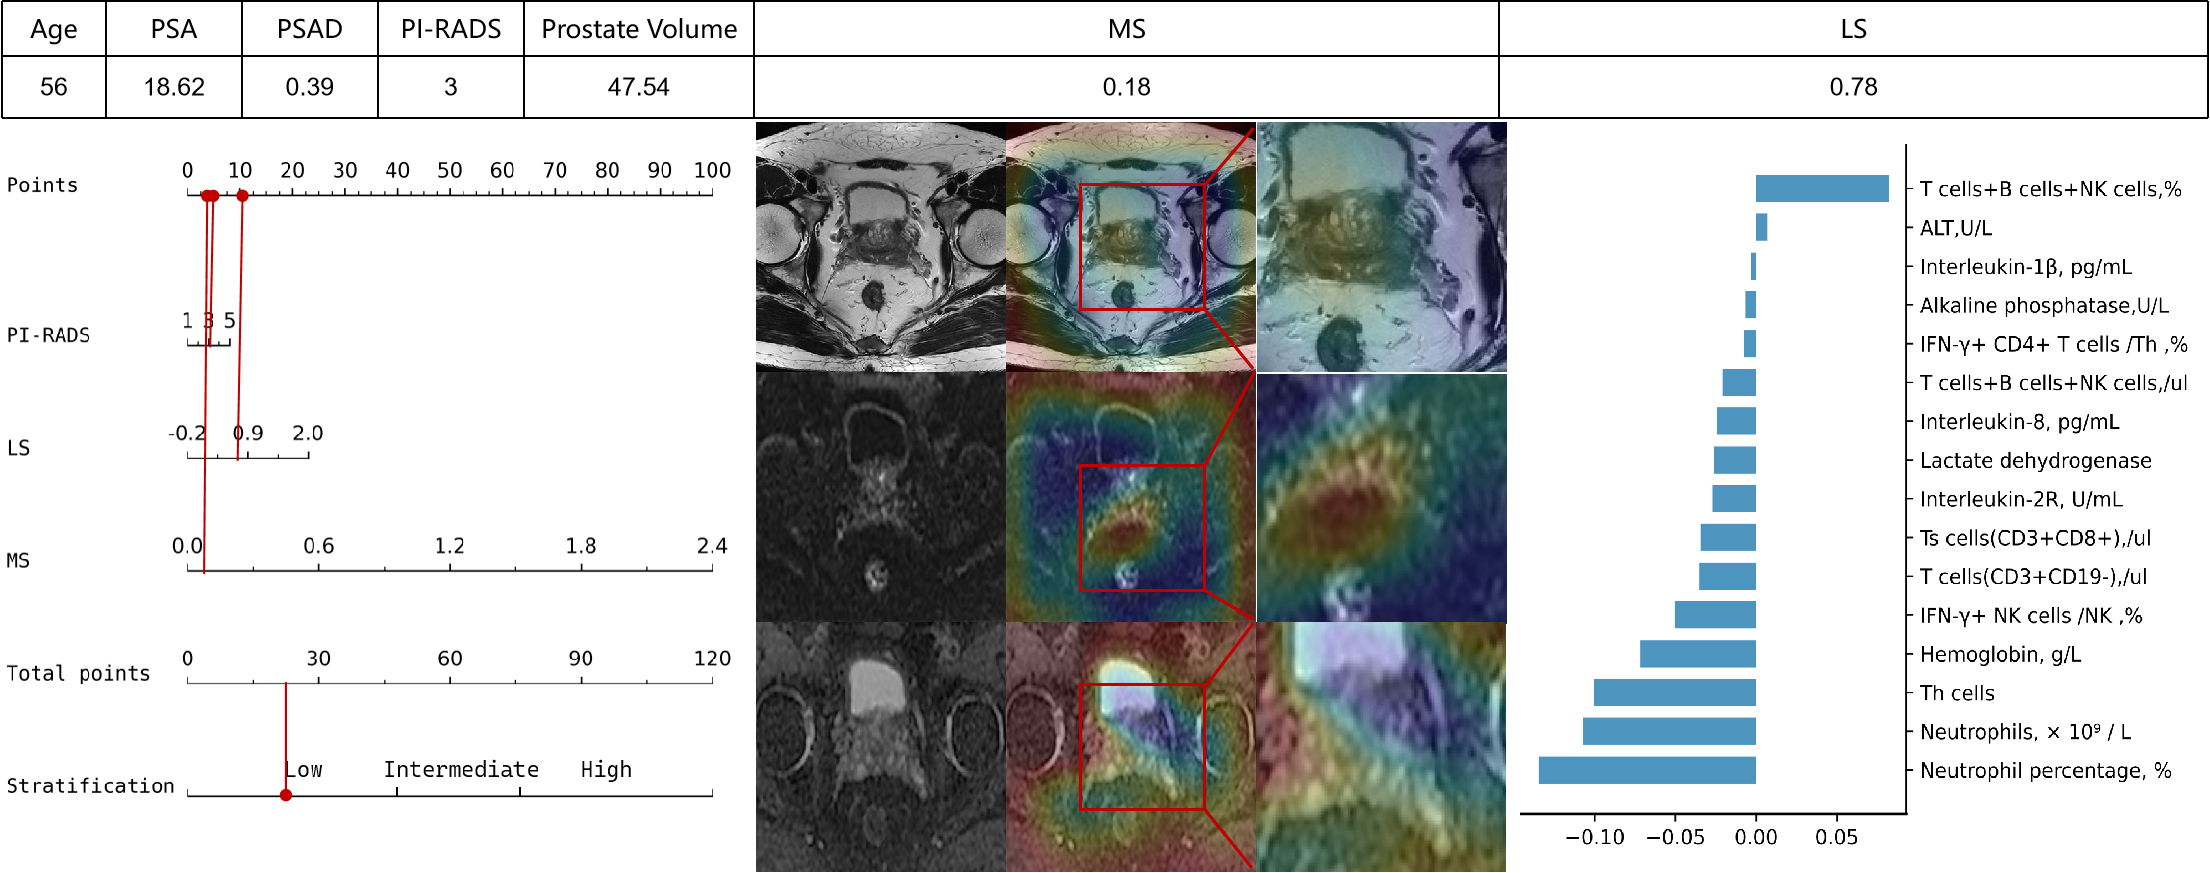 Age PSA PSAD PI-RADS Prostate Volume MS LS
56 18.62 0.39 3 47.54 0.18 0.78
0 10 20 30 40 50 60 70 80 90 100
Points
1 3 5
PI-RADS
-0.2 0.9 2.0
LS
0.0 0.6 1.2 1.8 2.4
MS
0 30 60 90 120
Total points
Low Intermediate High
Stratification
T cells+B cells+NK cells,%
ALT,U/L
Interleukin-1β, pg/mL
Alkaline phosphatase,U/L
IFN-γ+ CD4+ T cells /Th ,%
T cells+B cells+NK cells,/ul
Interleukin-8, pg/mL
Lactate dehydrogenase
Interleukin-2R, U/mL
Ts cells(CD3+CD8+),/ul
T cells(CD3+CD19-),/ul
IFN-γ+ NK cells /NK ,%
Hemoglobin, g/L
Th cells
Neutrophils, × 10⁹ / L
Neutrophil percentage, %
−0.10 −0.05 0.00 0.05